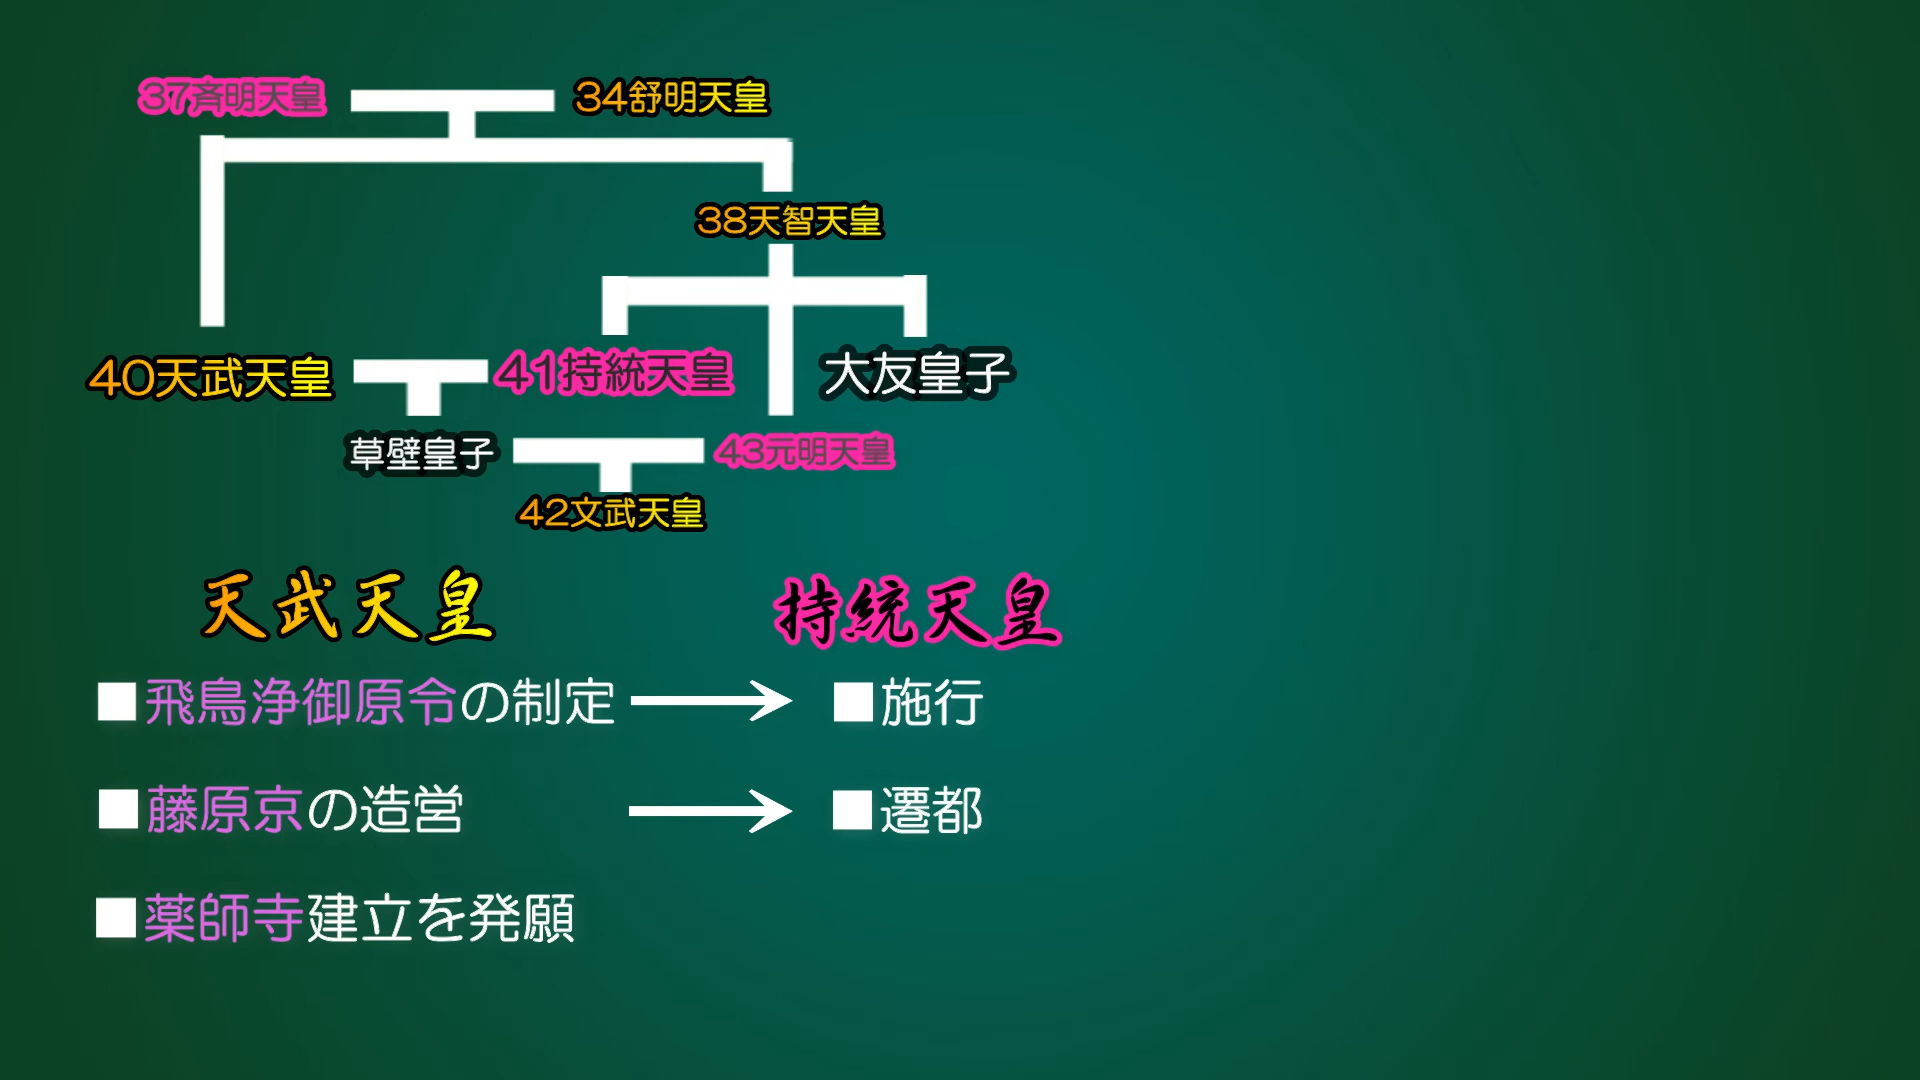 37斉明天皇 34舒明天皇
38天智天皇
40天武天皇 41持統天皇 大友皇子
草壁皇子 43元明天皇
42文武天皇
天武天皇 持統天皇
■飛鳥浄御原令の制定 → ■施行
■藤原京の造営 → ■遷都
■薬師寺建立を発願